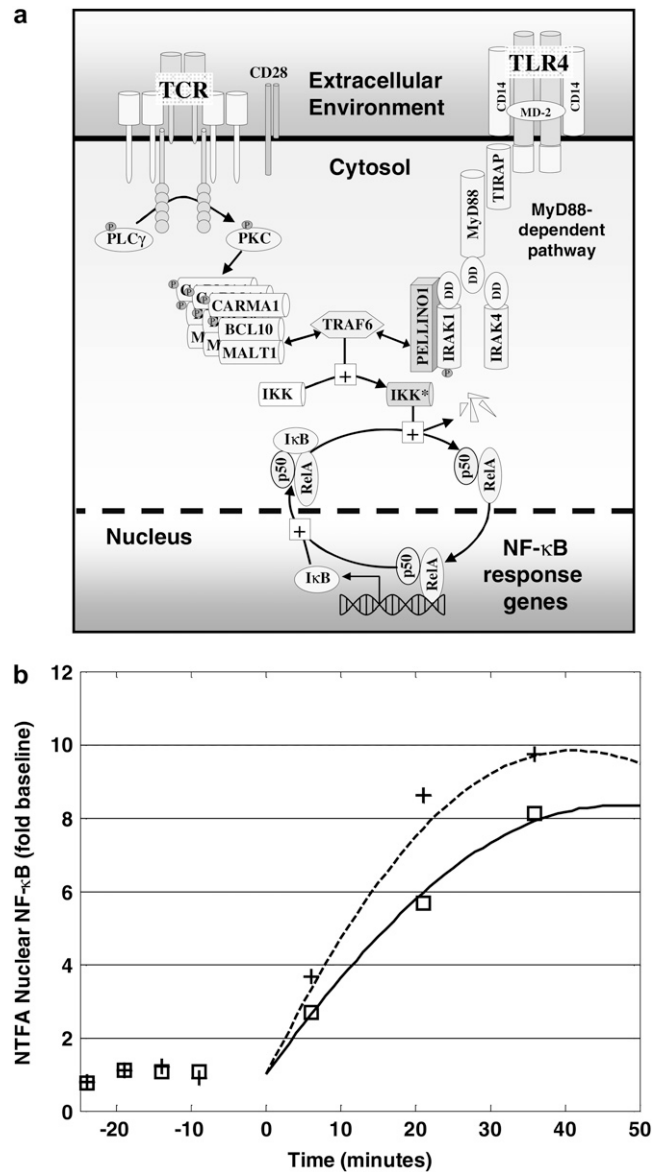 a
TCR
CD28
Extracellular
Environment
TLR4
CD14
MD-2
CD14
Cytosol
TIRAP
MyD88
MyD88-
dependent
pathway
P
PLCγ
P
PKC
DD
DD
DD
P
P
P
P
CARMA1
BCL10
MALT1
TRAF6
PELLINO1
IRAK1
IRAK4
P
+
IKK
IKK*
+
IκB
p50
RelA
p50
RelA
Nucleus
+
IκB
p50
RelA
NF-κB
response
genes
b
NTFA Nuclear NF-κB (fold baseline)
12
10
8
6
4
2
0
-20
-10
0
10
20
30
40
50
Time (minutes)